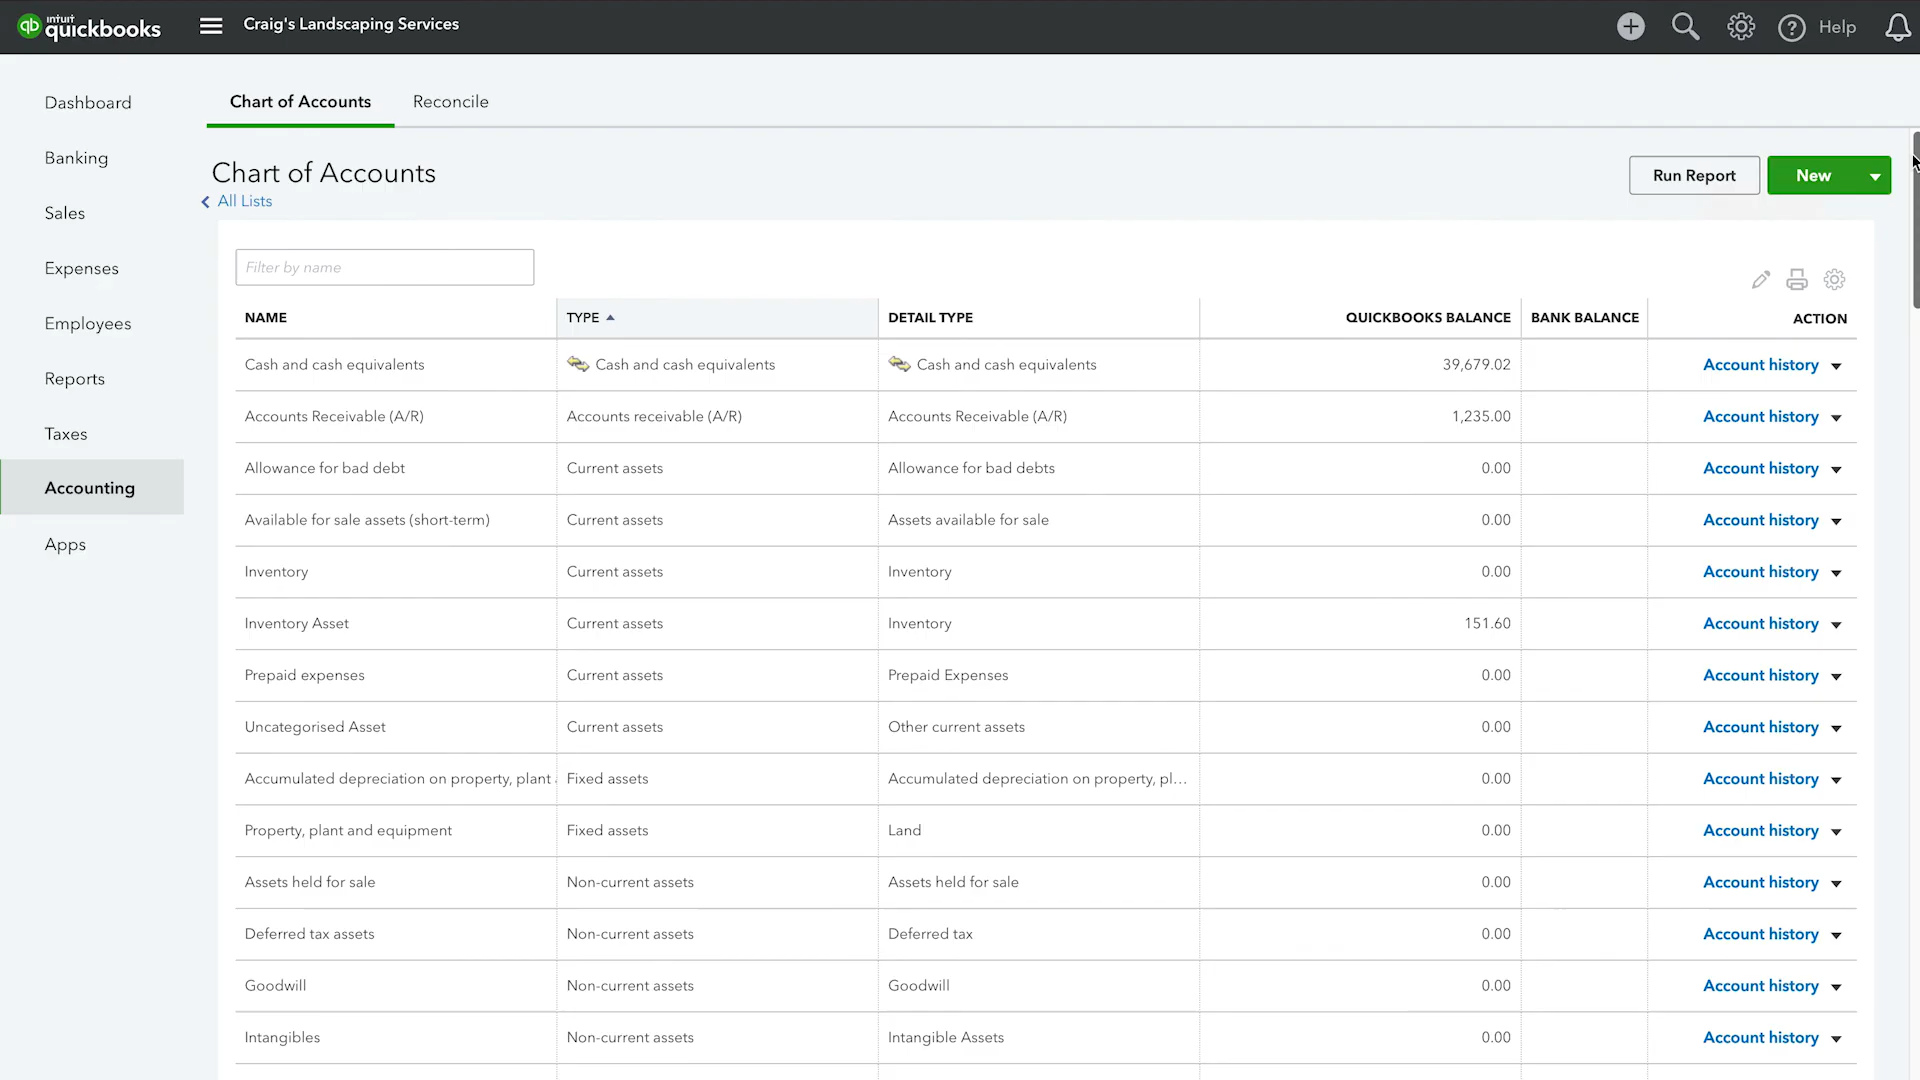 intuit
quickbooks
Craig's Landscaping Services
Help
Dashboard
Banking
Sales
Expenses
Employees
Reports
Taxes
Accounting
Apps
Chart of Accounts
Reconcile
Chart of Accounts
All Lists
Run Report
New
Filter by name
NAME TYPE DETAIL TYPE QUICKBOOKS BALANCE BANK BALANCE ACTION
Cash and cash equivalents Cash and cash equivalents Cash and cash equivalents 39,679.02 Account history
Accounts Receivable (A/R) Accounts receivable (A/R) Accounts Receivable (A/R) 1,235.00 Account history
Allowance for bad debt Current assets Allowance for bad debts 0.00 Account history
Available for sale assets (short-term) Current assets Assets available for sale 0.00 Account history
Inventory Current assets Inventory 0.00 Account history
Inventory Asset Current assets Inventory 151.60 Account history
Prepaid expenses Current assets Prepaid Expenses 0.00 Account history
Uncategorised Asset Current assets Other current assets 0.00 Account history
Accumulated depreciation on property, plant Fixed assets Accumulated depreciation on property, pl... 0.00 Account history
Property, plant and equipment Fixed assets Land 0.00 Account history
Assets held for sale Non-current assets Assets held for sale 0.00 Account history
Deferred tax assets Non-current assets Deferred tax 0.00 Account history
Goodwill Non-current assets Goodwill 0.00 Account history
Intangibles Non-current assets Intangible Assets 0.00 Account history